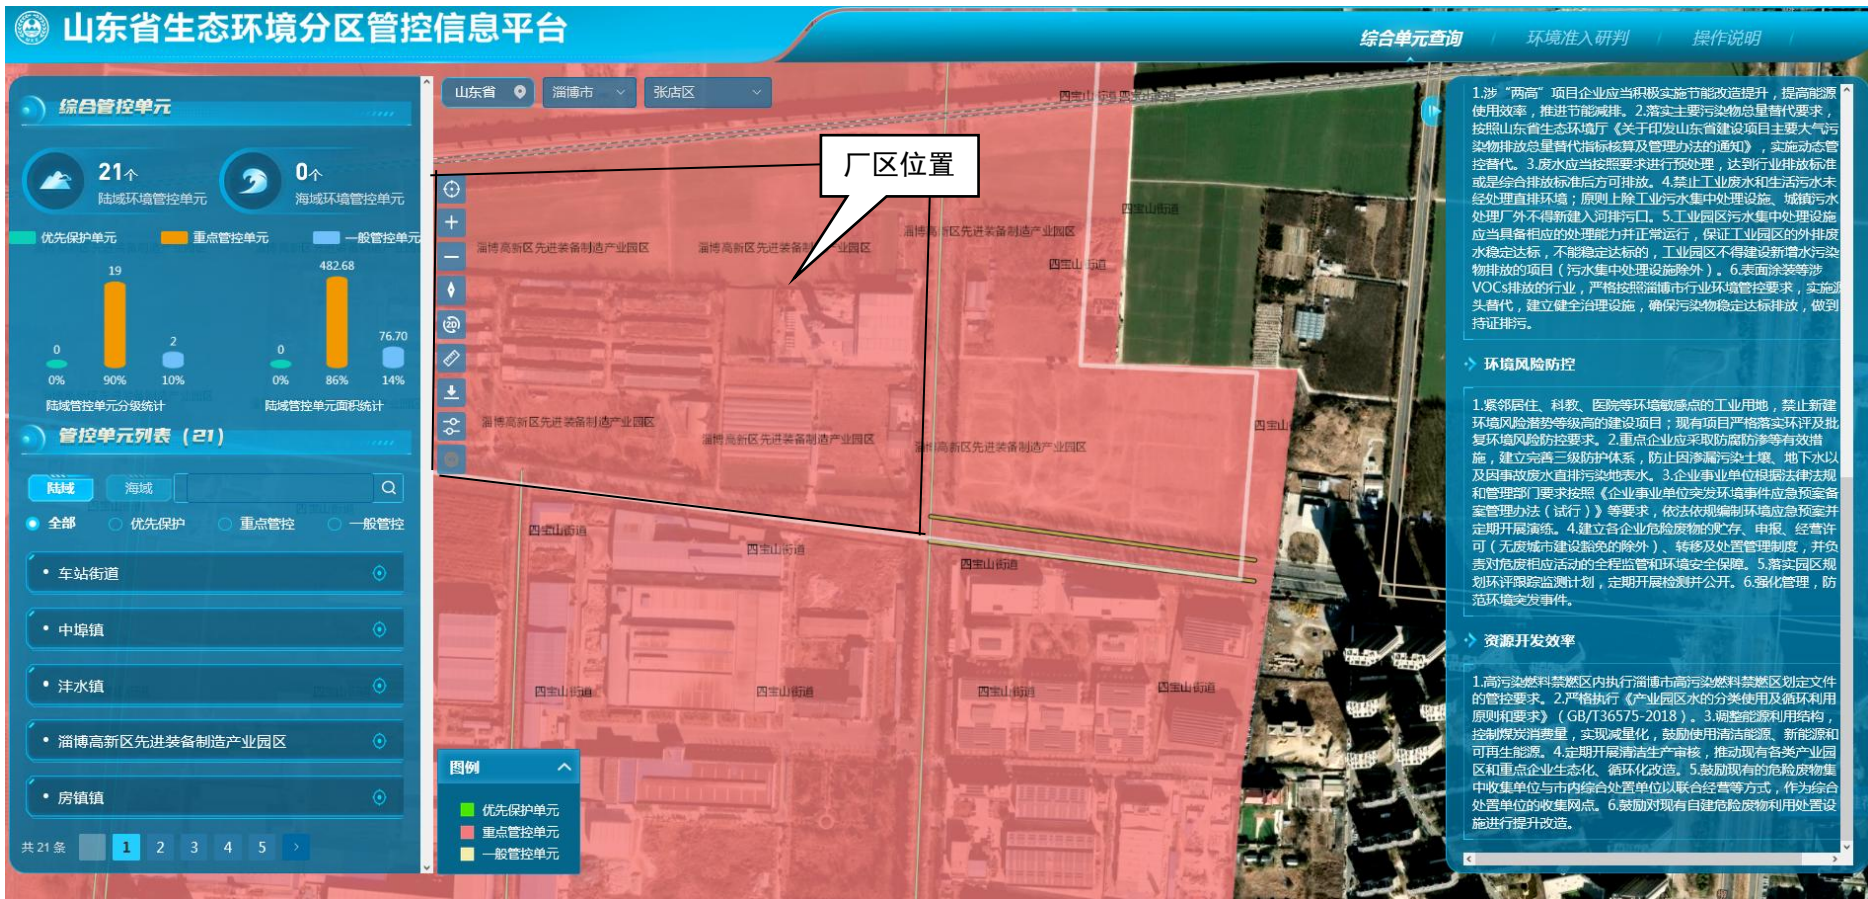 山东省生态环境分区管控信息平台
综合单元查询
环境准入研判
操作说明
综合管控单元
21个
陆域环境管控单元
0个
海域环境管控单元
优先保护单元
重点管控单元
一般管控单元
19
482.68
0
2
0
76.70
0%
90%
10%
0%
86%
14%
陆域管控单元分级统计
陆域管控单元面积统计
管控单元列表（21）
陆域
海域
全部
优先保护
重点管控
一般管控
车站街道
中埠镇
沣水镇
淄博高新区先进装备制造产业园区
房镇镇
共 21 条
1
2
3
4
5
山东省
淄博市
张店区
厂区位置
四宝山街道
四宝山街道
淄博高新区先进装备制造产业园区
淄博高新区先进装备制造产业园区
淄博高新区先进装备制造产业园区
四宝山街道
淄博高新区先进装备制造产业园区
淄博高新区先进装备制造产业园区
淄博高新区先进装备制造产业园区
四宝山街道
四宝山街道
四宝山街道
四宝山街道
四宝山街道
四宝山街道
四宝山街道
2D
图例
优先保护单元
重点管控单元
一般管控单元
1.涉“两高”项目企业应当积极实施节能改造提升，提高能源
使用效率，推进节能减排。2.落实主要污染物总量替代要求，
按照山东省生态环境厅《关于印发山东省建设项目主要大气污
染物排放总量替代指标核算及管理办法的通知》，实施动态管
控替代。3.废水应当按照要求进行预处理，达到行业排放标准
或是综合排放标准后方可排放。4.禁止工业废水和生活污水未
经处理直排环境；原则上除工业污水集中处理设施、城镇污水
处理厂外不得新建入河排污口。5.工业园区污水集中处理设施
应当具备相应的处理能力并正常运行，保证工业园区的外排废
水稳定达标，不能稳定达标的，工业园区不得建设新增水污染
物排放的项目（污水集中处理设施除外）。6.表面涂装等涉
VOCs排放的行业，严格按照淄博市行业环境管控要求，实施源
头替代，建立健全治理设施，确保污染物稳定达标排放，做到
持证排污。
环境风险防控
1.紧邻居住、科教、医院等环境敏感点的工业用地，禁止新建
环境风险潜势等级高的建设项目；现有项目严格落实环评及批
复环境风险防控要求。2.重点企业应采取防腐防渗等有效措
施，建立完善三级防护体系，防止因渗漏污染土壤、地下水以
及因事故废水直排污染地表水。3.企业事业单位根据法律法规
和管理部门要求按照《企业事业单位突发环境事件应急预案备
案管理办法（试行）》等要求，依法依规编制环境应急预案并
定期开展演练。4.建立各企业危险废物的贮存、申报、经营许
可（无废城市建设豁免的除外）、转移及处置管理制度，并负
责对危废相应活动的全程监管和环境安全保障。5.落实园区规
划环评跟踪监测计划，定期开展检测并公开。6.强化管理，防
范环境突发事件。
资源开发效率
1.高污染燃料禁燃区内执行淄博市高污染燃料禁燃区划定文件
的管控要求。2.严格执行《产业园区水的分类使用及循环利用
原则和要求》（GB/T36575-2018）。3.调整能源利用结构，
控制煤炭消费量，实现减量化，鼓励使用清洁能源、新能源和
可再生能源。4.定期开展清洁生产审核，推动现有各类产业园
区和重点企业生态化、循环化改造。5.鼓励现有的危险废物集
中收集单位与市内综合处置单位以联合经营等方式，作为综合
处置单位的收集网点。6.鼓励对现有自建危险废物利用处置设
施进行提升改造。